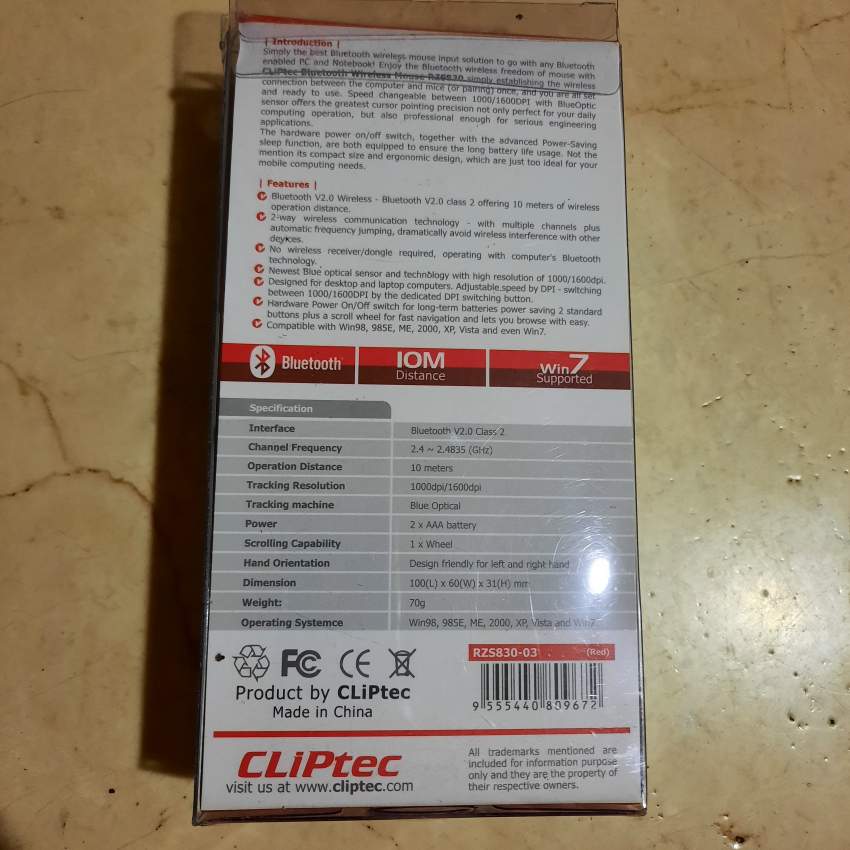 | Introduction |
Simply the best Bluetooth wireless mouse input solution to go with any Bluetooth
enabled PC and Notebook! Enjoy the Bluetooth wireless freedom of mouse with
CLiPtec Bluetooth Wireless Mouse RZS830 simply establishing the wireless
connection between the computer and mice (or pairing) once, and you are all set
and ready to use. Speed changeable between 1000/1600DPI with BlueOptic
sensor offers the greatest cursor pointing precision not only perfect for your daily
computing operation, but also professional enough for serious engineering
applications.
The hardware power on/off switch, together with the advanced Power-Saving
sleep function, are both equipped to ensure the long battery life usage. Not the
mention its compact size and ergonomic design, which are just too ideal for your
mobile computing needs.
| Features |
Bluetooth V2.0 Wireless - Bluetooth V2.0 class 2 offering 10 meters of wireless
operation distance.
2-way wireless communication technology - with multiple channels plus
automatic frequency jumping, dramatically avoid wireless interference with other
devices.
No wireless receiver/dongle required, operating with computer's Bluetooth
technology.
Newest Blue optical sensor and technology with high resolution of 1000/1600dpi.
Designed for desktop and laptop computers. Adjustable speed by DPI - switching
between 1000/1600DPI by the dedicated DPI switching button.
Hardware Power On/Off switch for long-term batteries power saving 2 standard
buttons plus a scroll wheel for fast navigation and lets you browse with easy.
Compatible with Win98, 98SE, ME, 2000, XP, Vista and even Win7.
Bluetooth
10M
Distance
Win7
Supported
Specification
Interface Bluetooth V2.0 Class 2
Channel Frequency 2.4 ~ 2.4835 (GHz)
Operation Distance 10 meters
Tracking Resolution 1000dpi/1600dpi
Tracking machine Blue Optical
Power 2 x AAA battery
Scrolling Capability 1 x Wheel
Hand Orientation Design friendly for left and right hand
Dimension 100(L) x 60(W) x 31(H) mm
Weight: 70g
Operating Systemce Win98, 98SE, ME, 2000, XP, Vista and Win7
FC CE
Product by CLiPtec
Made in China
RZS830-03 (Red)
9 555440 809672
CLiPtec
visit us at www.cliptec.com
All trademarks mentioned are
included for information purpose
only and they are the property of
their respective owners.